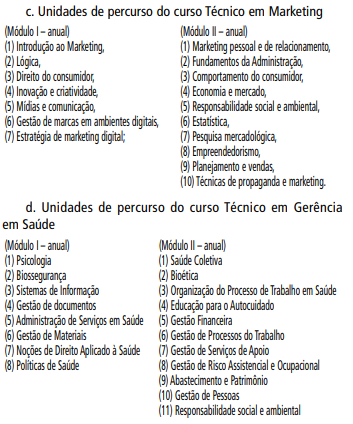 c. Unidades de percurso do curso Técnico em Marketing
(Módulo I – anual)
(1) Introdução ao Marketing,
(2) Lógica,
(3) Direito do consumidor,
(4) Inovação e criatividade,
(5) Mídias e comunicação,
(6) Gestão de marcas em ambientes digitais,
(7) Estratégia de marketing digital;
(Módulo II – anual)
(1) Marketing pessoal e de relacionamento,
(2) Fundamentos da Administração,
(3) Comportamento do consumidor,
(4) Economia e mercado,
(5) Responsabilidade social e ambiental,
(6) Estatística,
(7) Pesquisa mercadológica,
(8) Empreendedorismo,
(9) Planejamento e vendas,
(10) Técnicas de propaganda e marketing.
d. Unidades de percurso do curso Técnico em Gerência
em Saúde
(Módulo I – anual)
(1) Psicologia
(2) Biossegurança
(3) Sistemas de Informação
(4) Gestão de documentos
(5) Administração de Serviços em Saúde
(6) Gestão de Materiais
(7) Noções de Direito Aplicado à Saúde
(8) Políticas de Saúde
(Módulo II – anual)
(1) Saúde Coletiva
(2) Bioética
(3) Organização do Processo de Trabalho em Saúde
(4) Educação para o Autocuidado
(5) Gestão Financeira
(6) Gestão de Processos do Trabalho
(7) Gestão de Serviços de Apoio
(8) Gestão de Risco Assistencial e Ocupacional
(9) Abastecimento e Patrimônio
(10) Gestão de Pessoas
(11) Responsabilidade social e ambiental